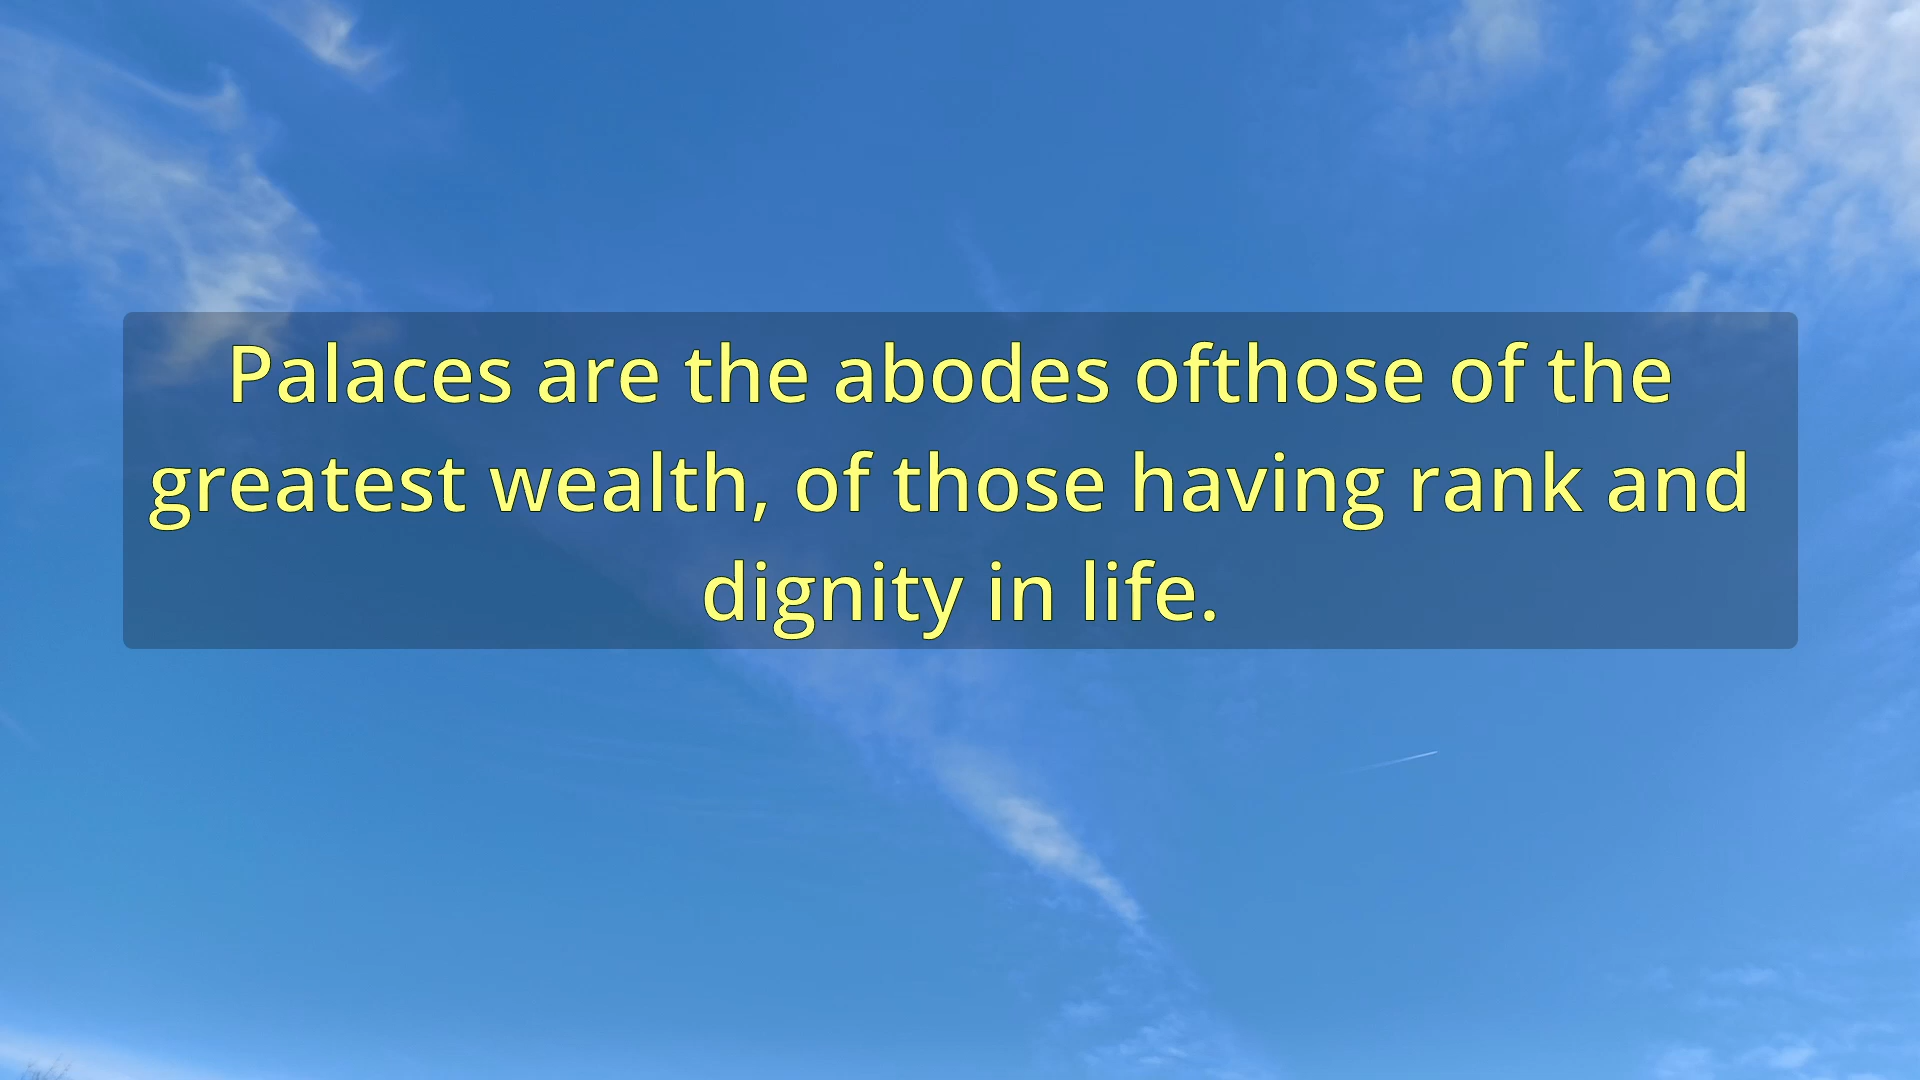 Palaces are the abodes ofthose of the
greatest wealth, of those having rank and
dignity in life.